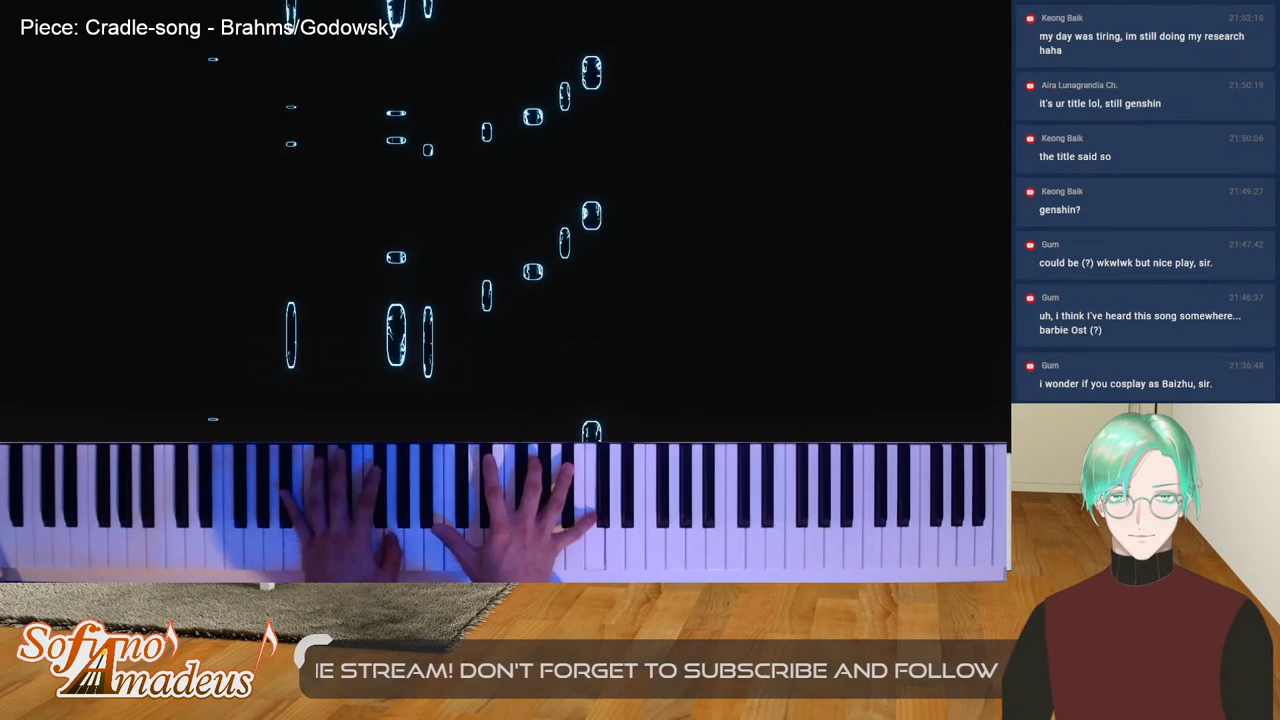 Piece: Cradle-song - Brahms/Godowsky
Keong Baik 21:52:16
my day was tiring, im still doing my research
haha
Aira Lunagrandia Ch. 21:50:19
it's ur title lol, still genshin
Keong Baik 21:50:06
the title said so
Keong Baik 21:49:27
genshin?
Gum 21:47:42
could be (?) wkwlwk but nice play, sir.
Gum 21:46:37
uh, i think I've heard this song somewhere...
barbie Ost (?)
Gum 21:36:48
i wonder if you cosplay as Baizhu, sir.
Sofiano
Amadeus
IE STREAM! DON'T FORGET TO SUBSCRIBE AND FOLLOW